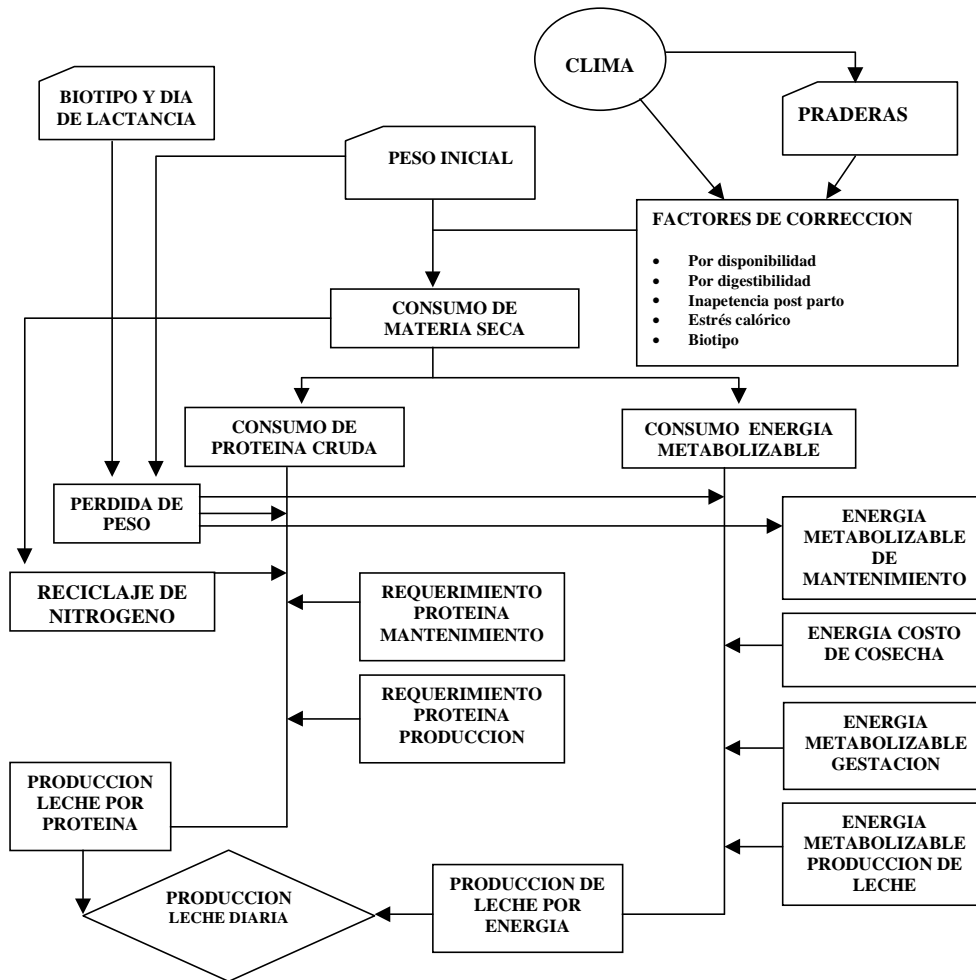 CLIMA
BIOTIPO Y DIA
DE LACTANCIA
PRADERAS
PESO INICIAL
FACTORES DE CORRECCION
• Por disponibilidad
• Por digestibilidad
• Inapetencia post parto
• Estrés calórico
• Biotipo
CONSUMO DE
MATERIA SECA
CONSUMO DE
PROTEINA CRUDA
CONSUMO ENERGIA
METABOLIZABLE
PERDIDA DE
PESO
ENERGIA
METABOLIZABLE
DE
MANTENIMIENTO
RECICLAJE DE
NITROGENO
REQUERIMIENTO
PROTEINA
MANTENIMIENTO
ENERGIA COSTO
DE COSECHA
REQUERIMIENTO
PROTEINA
PRODUCCION
ENERGIA
METABOLIZABLE
GESTACION
PRODUCCION
LECHE POR
PROTEINA
ENERGIA
METABOLIZABLE
PRODUCCION DE
LECHE
PRODUCCION
LECHE DIARIA
PRODUCCION DE
LECHE POR
ENERGIA